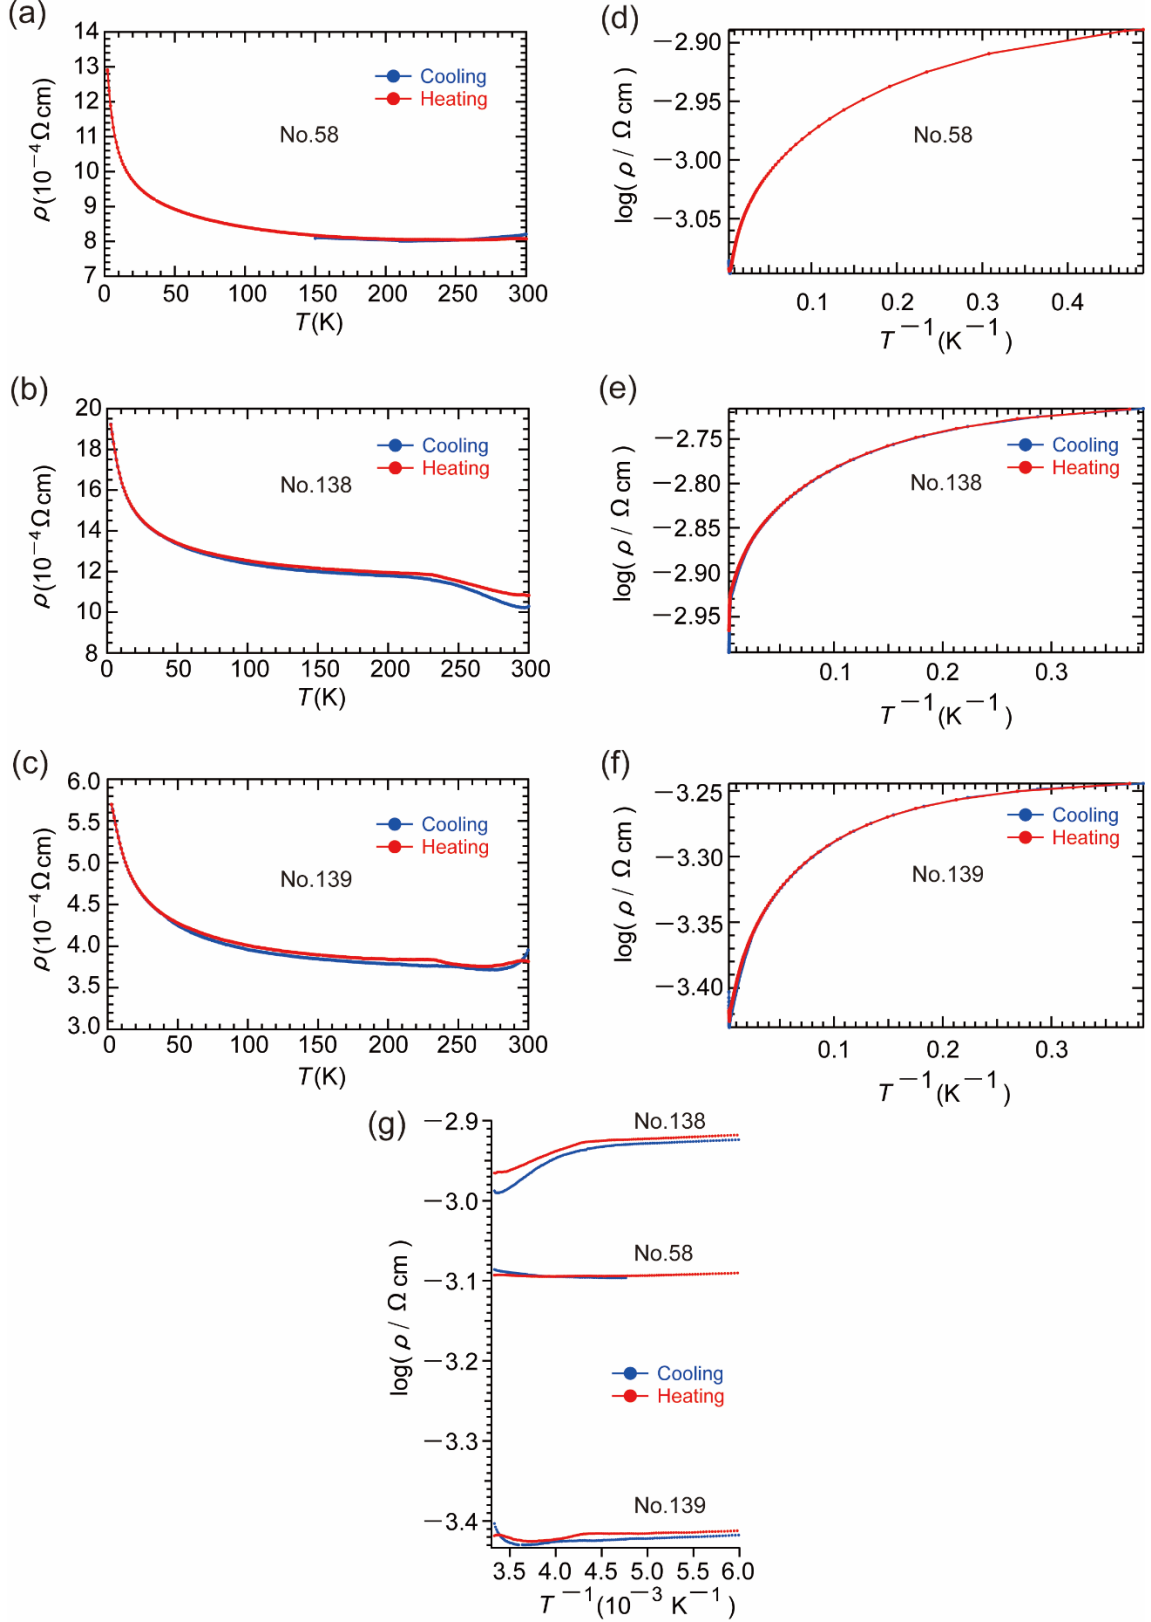 (a)
14
13
12
11
10
9
8
7
ρ(10⁻⁴Ωcm)
Cooling
Heating
No.58
0 50 100 150 200 250 300
T(K)
(d)
−2.90
−2.95
−3.00
−3.05
log(ρ/Ωcm)
No.58
0.1 0.2 0.3 0.4
T⁻¹(K⁻¹)
(b)
20
18
16
14
12
10
8
ρ(10⁻⁴Ωcm)
Cooling
Heating
No.138
0 50 100 150 200 250 300
T(K)
(e)
−2.75
−2.80
−2.85
−2.90
−2.95
log(ρ/Ωcm)
Cooling
Heating
No.138
0.1 0.2 0.3
T⁻¹(K⁻¹)
(c)
6.0
5.5
5.0
4.5
4.0
3.5
3.0
ρ(10⁻⁴Ωcm)
Cooling
Heating
No.139
0 50 100 150 200 250 300
T(K)
(f)
−3.25
−3.30
−3.35
−3.40
log(ρ/Ωcm)
Cooling
Heating
No.139
0.1 0.2 0.3
T⁻¹(K⁻¹)
(g)
−2.9
−3.0
−3.1
−3.2
−3.3
−3.4
log(ρ/Ωcm)
No.138
No.58
Cooling
Heating
No.139
3.5 4.0 4.5 5.0 5.5 6.0
T⁻¹(10⁻³ K⁻¹)